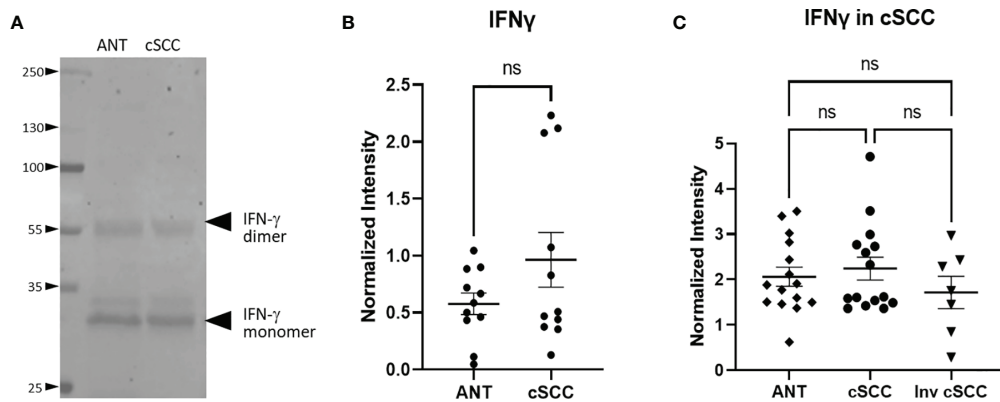 A
ANT cSCC
250
130
100
55
35
25
IFN-γ
dimer
IFN-γ
monomer
B
IFNγ
ns
Normalized Intensity
2.5
2.0
1.5
1.0
0.5
0.0
ANT cSCC
C
IFNγ in cSCC
ns
ns ns
Normalized Intensity
5
4
3
2
1
0
ANT cSCC Inv cSCC